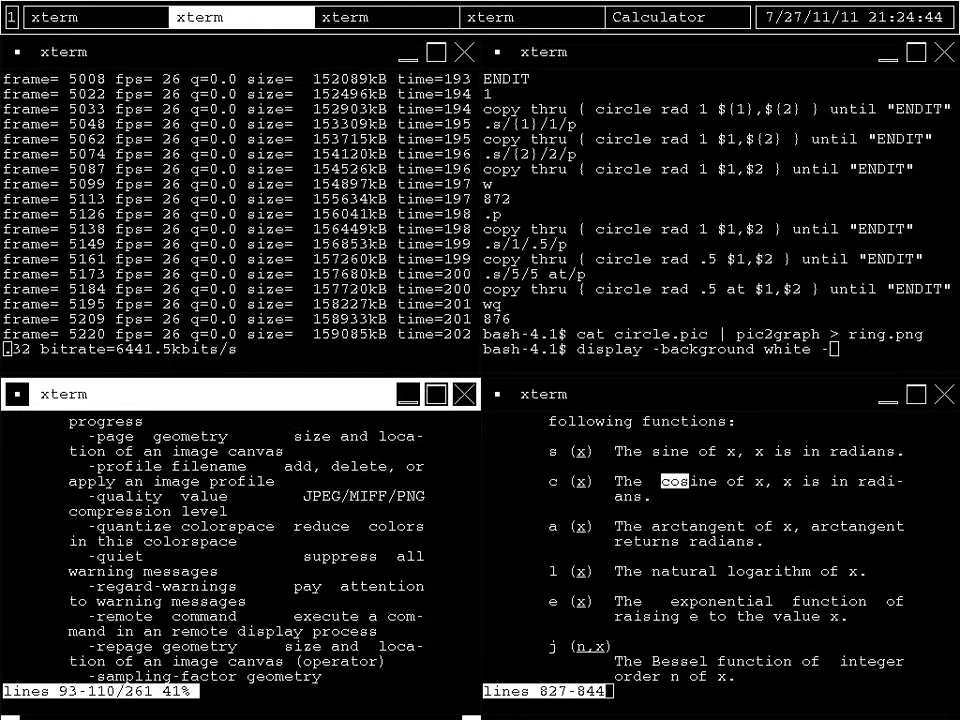 1 xterm xterm xterm xterm Calculator 7/27/11/11 21:24:44
xterm
frame= 5008 fps= 26 q=0.0 size=  152089kB time=193
frame= 5022 fps= 26 q=0.0 size=  152496kB time=194
frame= 5033 fps= 26 q=0.0 size=  152903kB time=194
frame= 5048 fps= 26 q=0.0 size=  153309kB time=195
frame= 5062 fps= 26 q=0.0 size=  153715kB time=195
frame= 5074 fps= 26 q=0.0 size=  154120kB time=196
frame= 5087 fps= 26 q=0.0 size=  154526kB time=196
frame= 5099 fps= 26 q=0.0 size=  154897kB time=197
frame= 5113 fps= 26 q=0.0 size=  155634kB time=197
frame= 5126 fps= 26 q=0.0 size=  156041kB time=198
frame= 5138 fps= 26 q=0.0 size=  156449kB time=198
frame= 5149 fps= 26 q=0.0 size=  156853kB time=199
frame= 5161 fps= 26 q=0.0 size=  157260kB time=199
frame= 5173 fps= 26 q=0.0 size=  157680kB time=200
frame= 5184 fps= 26 q=0.0 size=  157720kB time=200
frame= 5195 fps= 26 q=0.0 size=  158227kB time=201
frame= 5209 fps= 26 q=0.0 size=  158933kB time=201
frame= 5220 fps= 26 q=0.0 size=  159085kB time=202
.32 bitrate=6441.5kbits/s
xterm
ENDIT
1
copy thru { circle rad 1 ${1},${2} } until "ENDIT"
.s/{1}/1/p
copy thru { circle rad 1 $1,${2} } until "ENDIT"
.s/{2}/2/p
copy thru { circle rad 1 $1,$2 } until "ENDIT"
w
872
.p
copy thru { circle rad 1 $1,$2 } until "ENDIT"
.s/1/.5/p
copy thru { circle rad .5 $1,$2 } until "ENDIT"
.s/5/5 at/p
copy thru { circle rad .5 at $1,$2 } until "ENDIT"
wq
876
bash-4.1$ cat circle.pic | pic2graph > ring.png
bash-4.1$ display -background white -
xterm
progress
-page geometry size and loca-
tion of an image canvas
-profile filename add, delete, or
apply an image profile
-quality value JPEG/MIFF/PNG
compression level
-quantize colorspace reduce colors
in this colorspace
-quiet suppress all
warning messages
-regard-warnings pay attention
to warning messages
-remote command execute a com-
mand in an remote display process
-repage geometry size and loca-
tion of an image canvas (operator)
-sampling-factor geometry
lines 93-110/261 41%
xterm
following functions:
s (x) The sine of x, x is in radians.
c (x) The cosine of x, x is in radi-
ans.
a (x) The arctangent of x, arctangent
returns radians.
l (x) The natural logarithm of x.
e (x) The exponential function of
raising e to the value x.
j (n,x)
The Bessel function of integer
order n of x.
lines 827-844